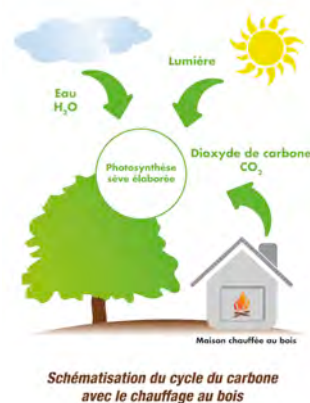 Lumière
Eau
H₂O
Photosynthèse
sève élaborée
Dioxyde de carbone
CO₂
Maison chauffée au bois
Schématisation du cycle du carbone
avec le chauffage au bois